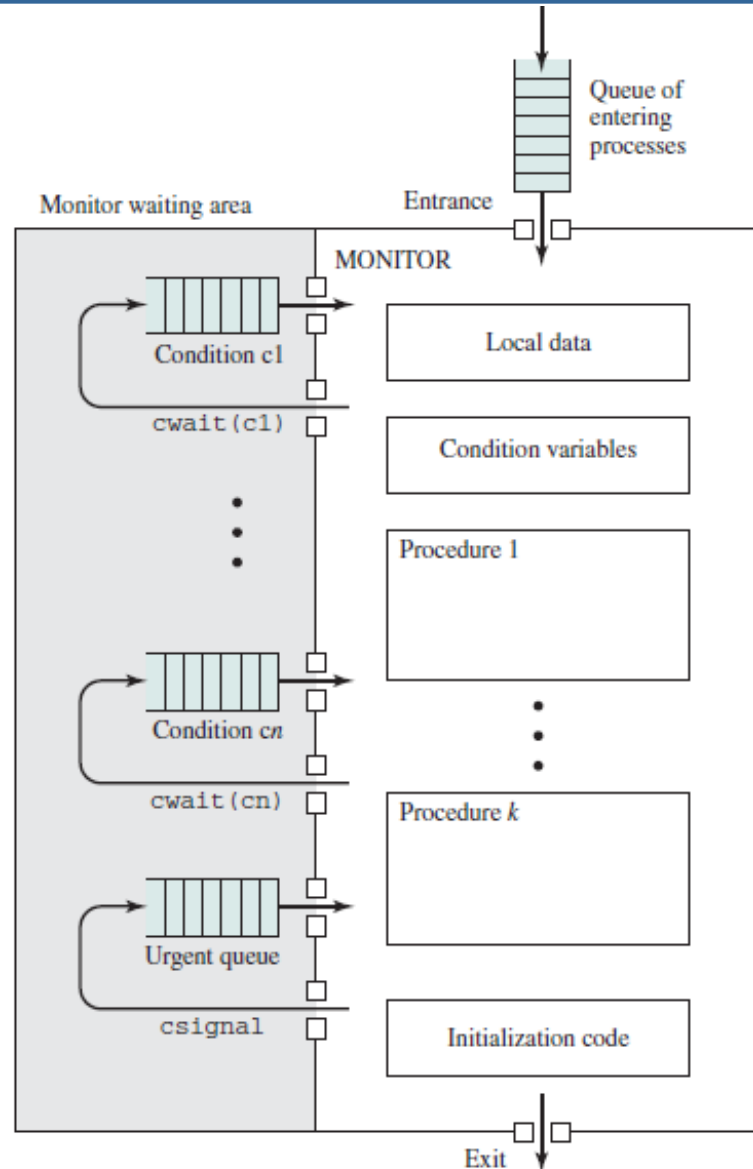 Queue of
entering
processes
Entrance
Monitor waiting area
MONITOR
Condition c1
cwait(c1)
Local data
Condition variables
Procedure 1
Condition cn
cwait(cn)
Procedure k
Urgent queue
csignal
Initialization code
Exit